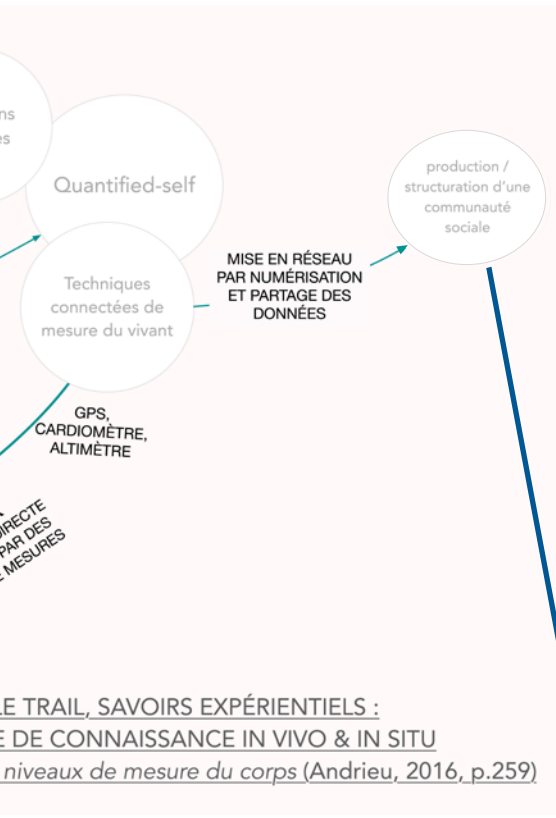 ns
es
Quantified-self
production /
structuration d'une
communauté
sociale
Techniques
connectées de
mesure du vivant
MISE EN RÉSEAU
PAR NUMÉRISATION
ET PARTAGE DES
DONNÉES
GPS,
CARDIOMÈTRE,
ALTIMÈTRE
DIRECTE
PAR DES
MESURES
LE TRAIL, SAVOIRS EXPÉRIENTIELS :
E DE CONNAISSANCE IN VIVO & IN SITU
niveaux de mesure du corps (Andrieu, 2016, p.259)